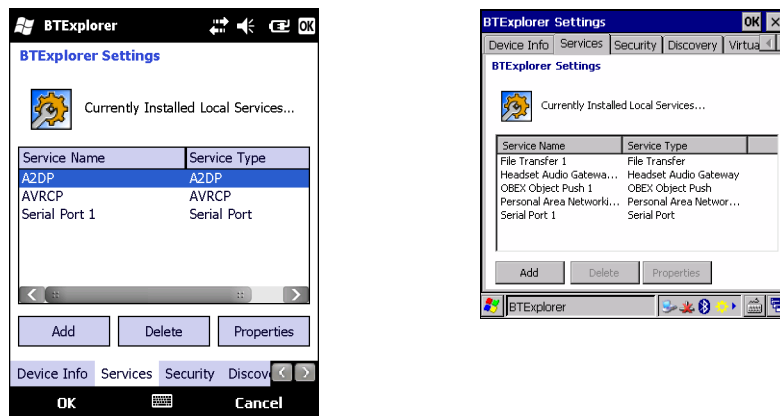 BTExplorer OK
BTExplorer Settings
Currently Installed Local Services...
Service Name Service Type
A2DP A2DP
AVRCP AVRCP
Serial Port 1 Serial Port
Add Delete Properties
Device Info Services Security Discov
OK Cancel
BTExplorer Settings OK
Device Info Services Security Discovery Virtua
BTExplorer Settings
Currently Installed Local Services...
Service Name Service Type
File Transfer 1 File Transfer
Headset Audio Gatewa... Headset Audio Gateway
OBEX Object Push 1 OBEX Object Push
Personal Area Networki... Personal Area Networ...
Serial Port 1 Serial Port
Add Delete Properties
BTExplorer